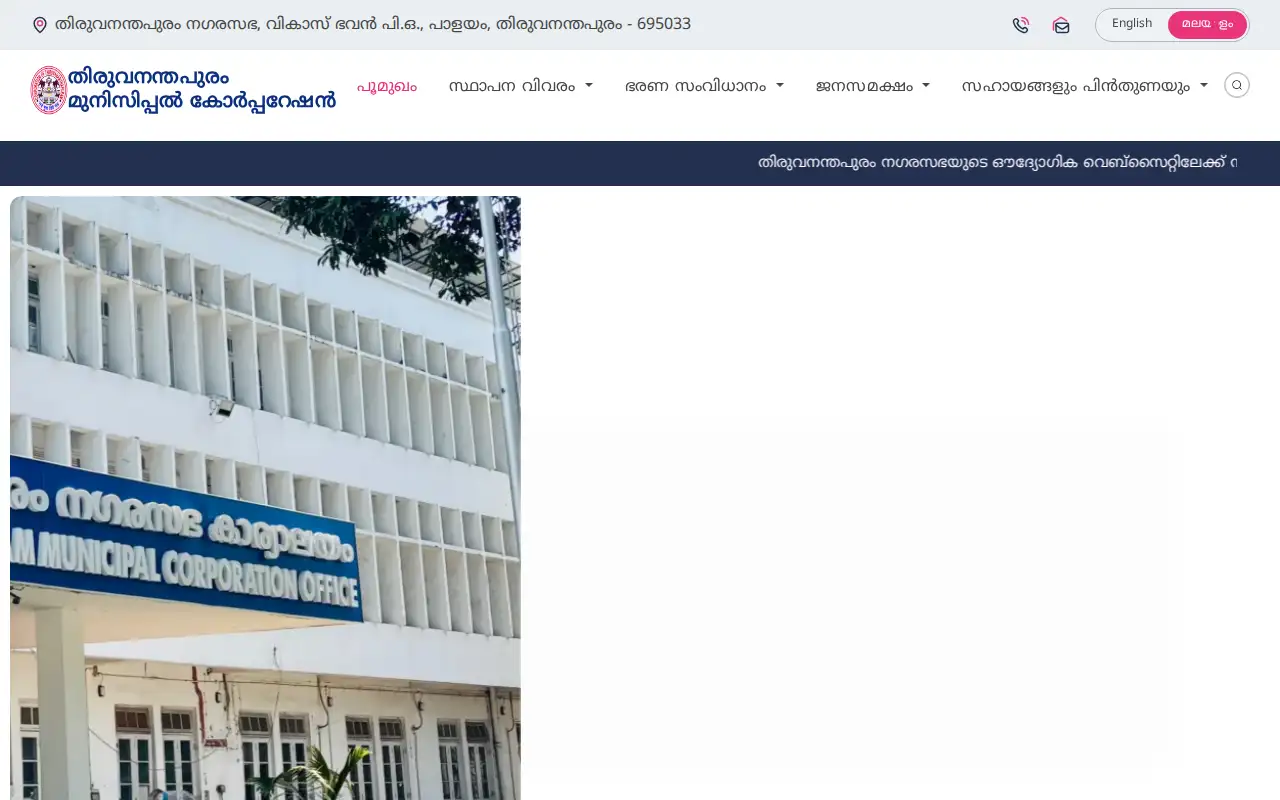 തിരുവനന്തപുരം നഗരസഭ, വികാസ് ഭവൻ പി.ഒ., പാളയം, തിരുവനന്തപുരം - 695033
English
മലയാളം
തിരുവനന്തപുരം
മുനിസിപ്പൽ കോർപ്പറേഷൻ
പൂമുഖം
സ്ഥാപന വിവരം
ഭരണ സംവിധാനം
ജനസമക്ഷം
സഹായങ്ങളും പിൻതുണയും
തിരുവനന്തപുരം നഗരസഭയുടെ ഔദ്യോഗിക വെബ്സൈറ്റിലേക്ക്
നഗരസഭ കാര്യാലയം
MUNICIPAL CORPORATION OFFICE